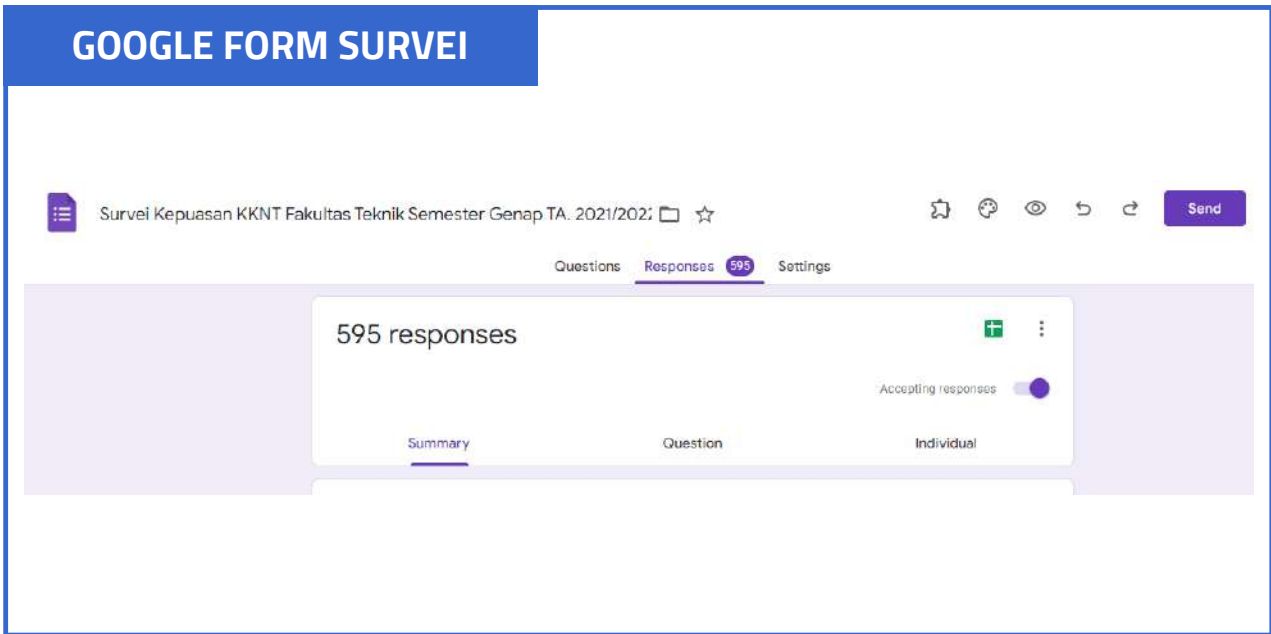 GOOGLE FORM SURVEI
Survei Kepuasan KKNT Fakultas Teknik Semester Genap TA. 2021/202
Send
Questions Responses 595 Settings
595 responses
Accepting responses
Summary Question Individual